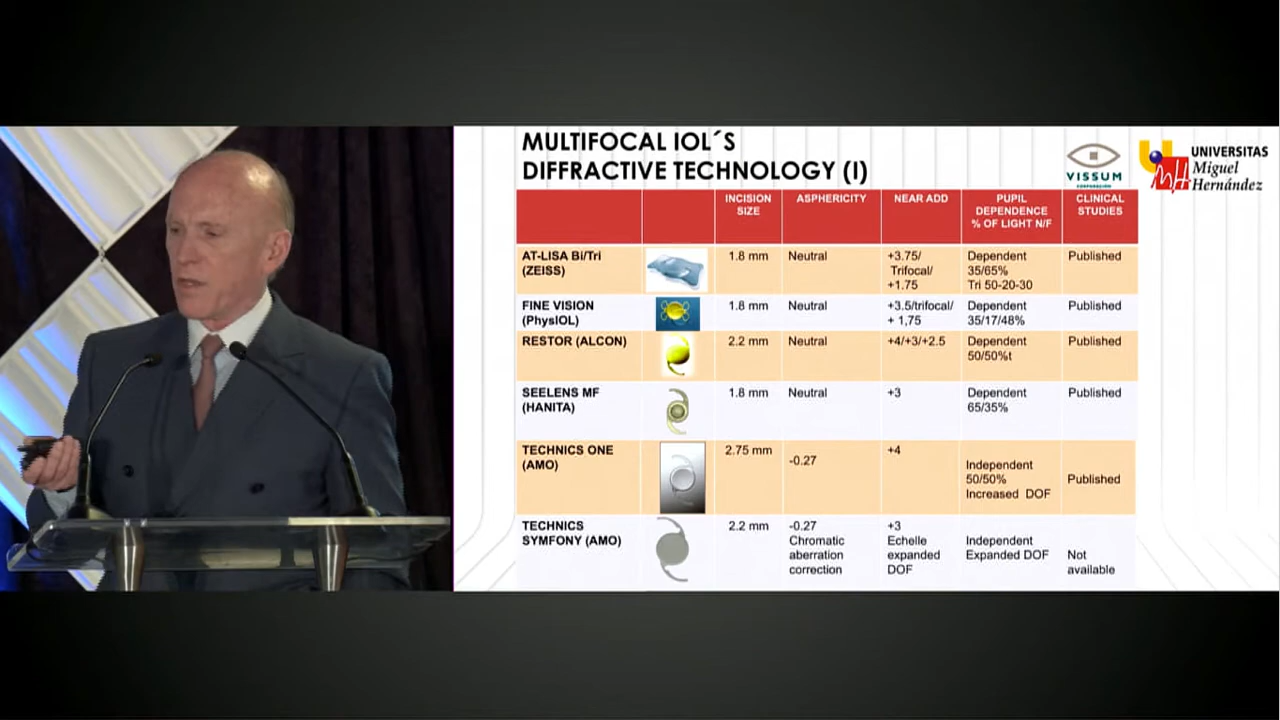 MULTIFOCAL IOL´S
DIFFRACTIVE TECHNOLOGY (I)
VISSUM
CORPORACIÓN
UNIVERSITAS
Miguel
Hernández
INCISION SIZE ASPHERICITY NEAR ADD PUPIL DEPENDENCE % OF LIGHT N/F CLINICAL STUDIES
AT-LISA Bi/Tri (ZEISS) 1.8 mm Neutral +3.75/ Trifocal/ +1.75 Dependent 35/65% Tri 50-20-30 Published
FINE VISION (PhysIOL) 1.8 mm Neutral +3.5/trifocal/ + 1,75 Dependent 35/17/48% Published
RESTOR (ALCON) 2.2 mm Neutral +4/+3/+2.5 Dependent 50/50%t Published
SEELENS MF (HANITA) 1.8 mm Neutral +3 Dependent 65/35% Published
TECHNICS ONE (AMO) 2.75 mm -0.27 +4 Independent 50/50% Increased DOF Published
TECHNICS SYMFONY (AMO) 2.2 mm -0.27 Chromatic aberration correction +3 Echelle expanded DOF Independent Expanded DOF Not available